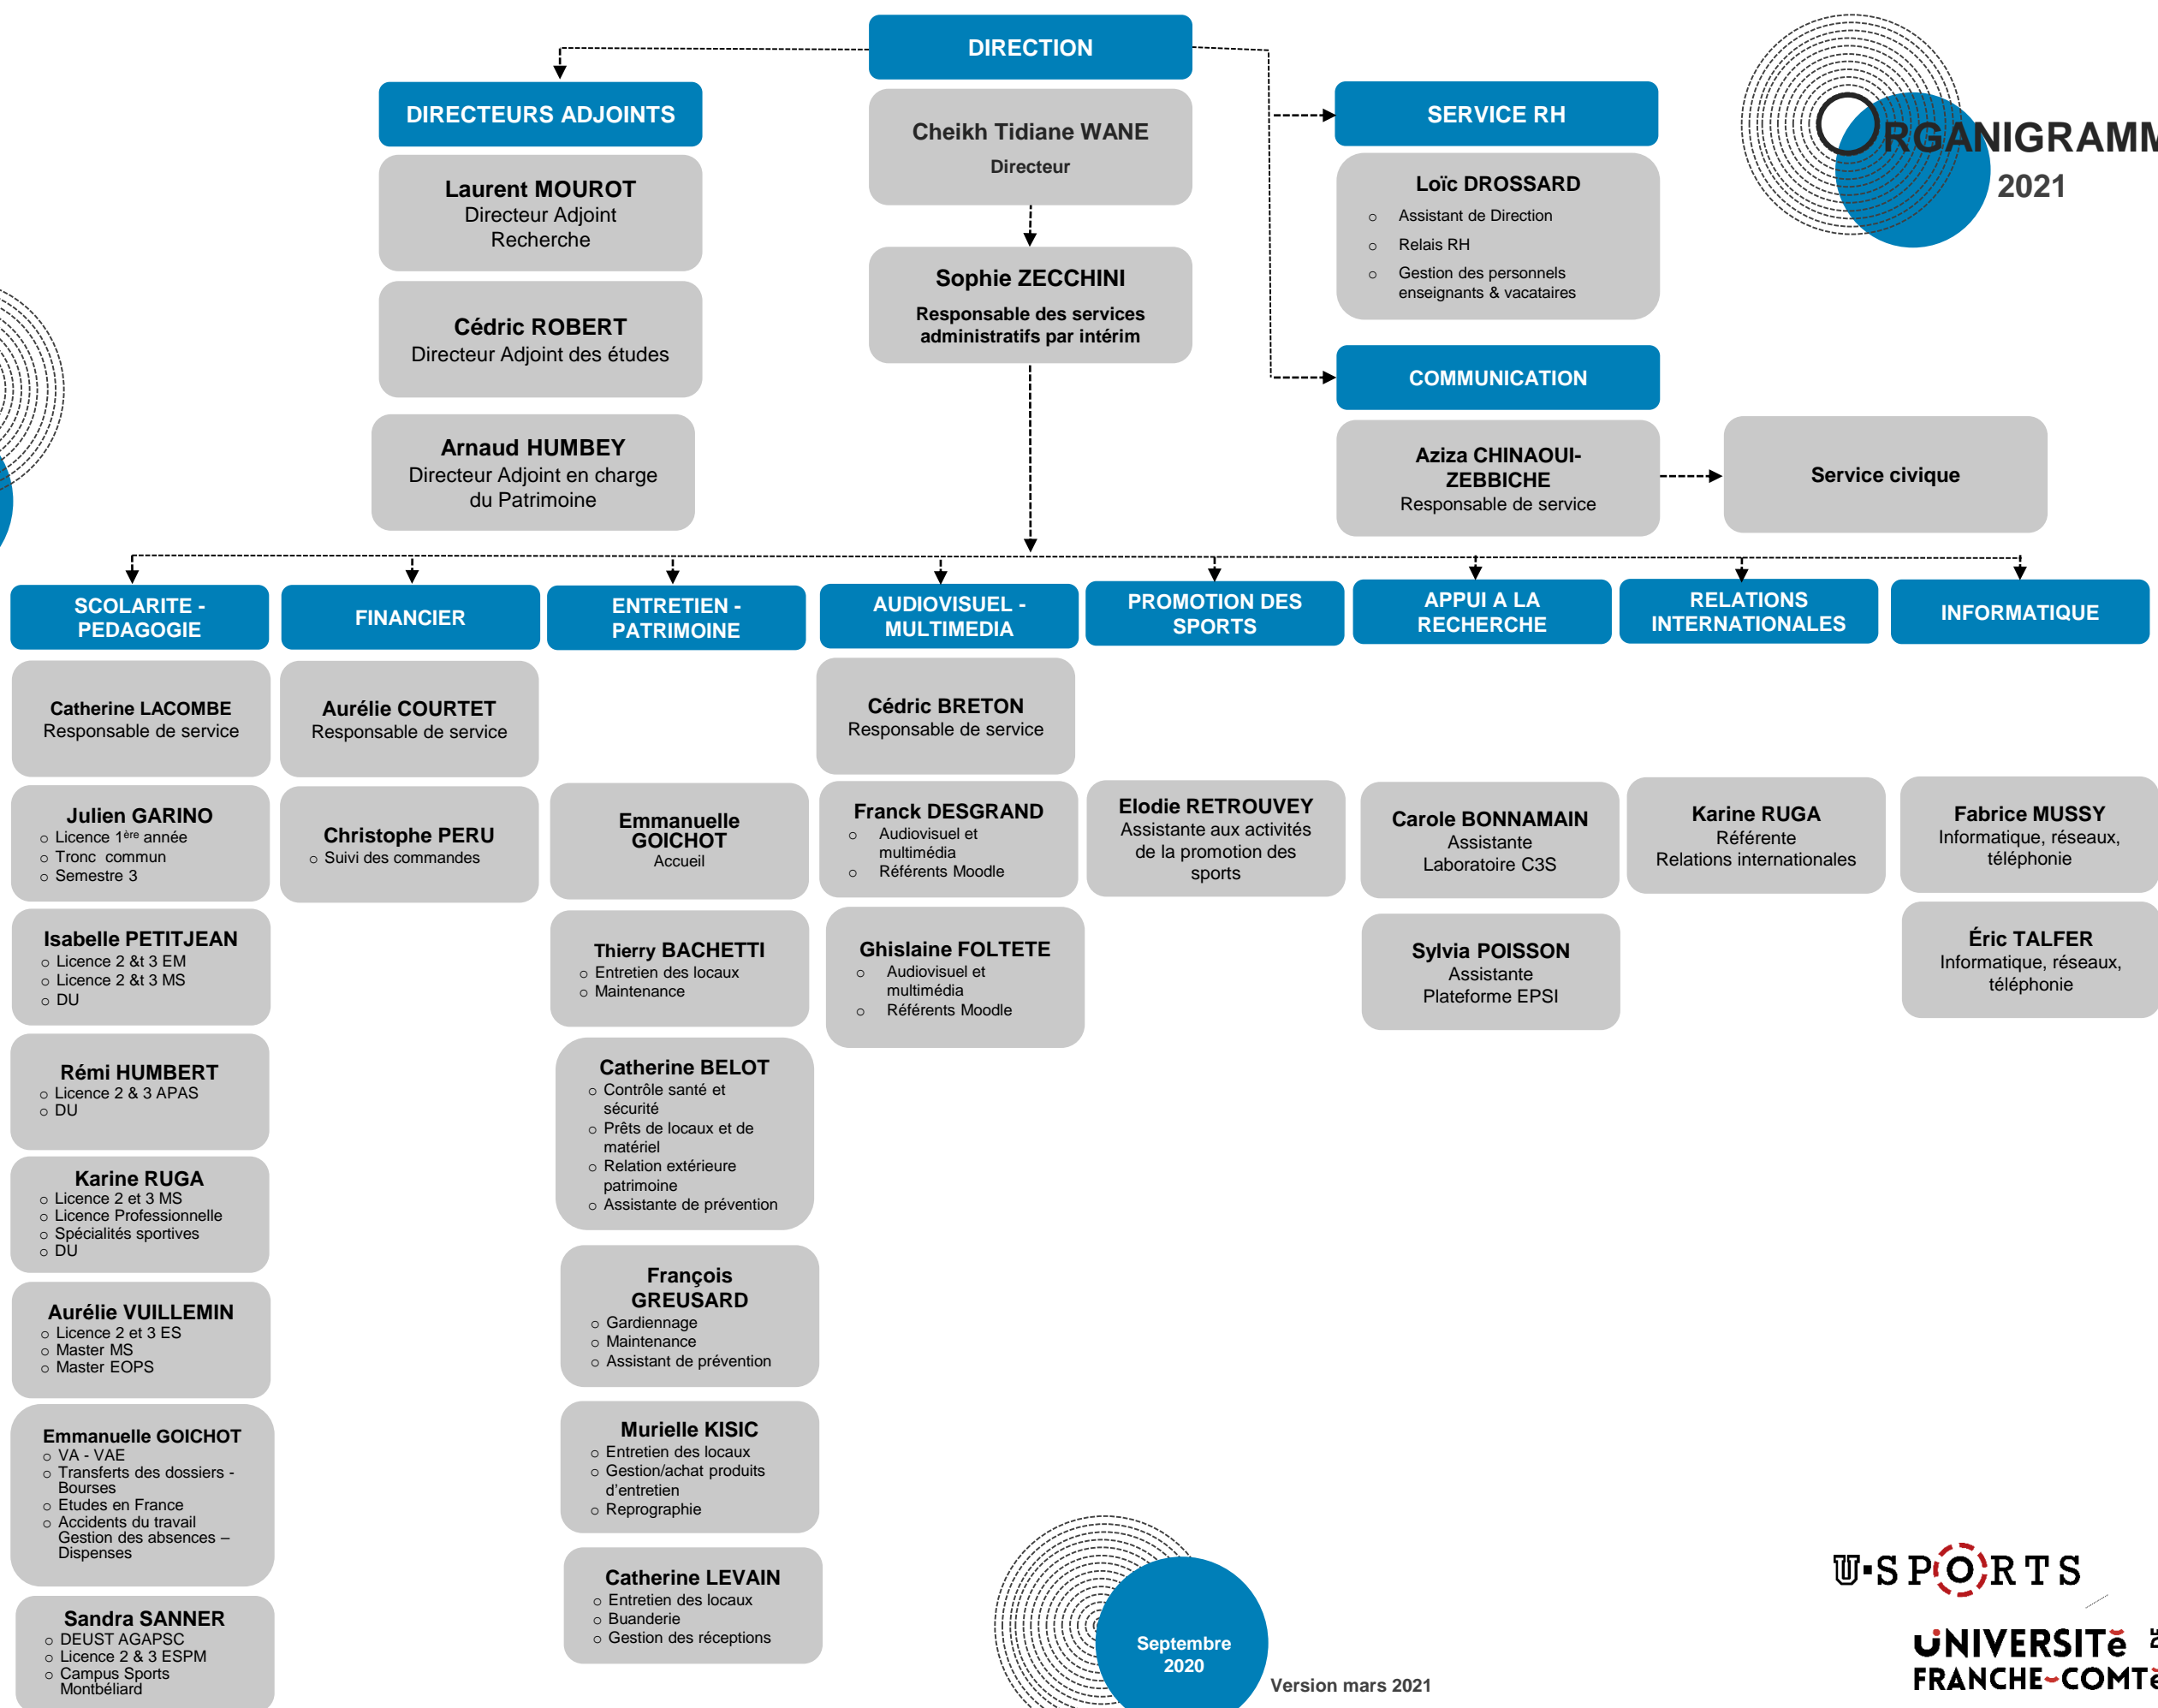 DIRECTION
DIRECTEURS ADJOINTS
Cheikh Tidiane WANE
Directeur
SERVICE RH
ORGANIGRAMM
2021
Laurent MOUROT
Directeur Adjoint
Recherche
Loïc DROSSARD
o Assistant de Direction
o Relais RH
o Gestion des personnels
enseignants & vacataires
Sophie ZECCHINI
Responsable des services
administratifs par intérim
Cédric ROBERT
Directeur Adjoint des études
COMMUNICATION
Arnaud HUMBEY
Directeur Adjoint en charge
du Patrimoine
Aziza CHINAOUI-
ZEBBICHE
Responsable de service
Service civique
SCOLARITE -
PEDAGOGIE
Catherine LACOMBE
Responsable de service
Julien GARINO
o Licence 1ère année
o Tronc commun
o Semestre 3
Isabelle PETITJEAN
o Licence 2 &t 3 EM
o Licence 2 &t 3 MS
o DU
Rémi HUMBERT
o Licence 2 & 3 APAS
o DU
Karine RUGA
o Licence 2 et 3 MS
o Licence Professionnelle
o Spécialités sportives
o DU
Aurélie VUILLEMIN
o Licence 2 et 3 ES
o Master MS
o Master EOPS
Emmanuelle GOICHOT
o VA - VAE
o Transferts des dossiers -
Bourses
o Etudes en France
o Accidents du travail
Gestion des absences –
Dispenses
Sandra SANNER
o DEUST AGAPSC
o Licence 2 & 3 ESPM
o Campus Sports
Montbéliard
FINANCIER
Aurélie COURTET
Responsable de service
Christophe PERU
o Suivi des commandes
ENTRETIEN -
PATRIMOINE
Emmanuelle
GOICHOT
Accueil
Thierry BACHETTI
o Entretien des locaux
o Maintenance
Catherine BELOT
o Contrôle santé et
sécurité
o Prêts de locaux et de
matériel
o Relation extérieure
patrimoine
o Assistante de prévention
François
GREUSARD
o Gardiennage
o Maintenance
o Assistant de prévention
Murielle KISIC
o Entretien des locaux
o Gestion/achat produits
d'entretien
o Reprographie
Catherine LEVAIN
o Entretien des locaux
o Buanderie
o Gestion des réceptions
AUDIOVISUEL -
MULTIMEDIA
Cédric BRETON
Responsable de service
Franck DESGRAND
o Audiovisuel et
multimédia
o Référents Moodle
Ghislaine FOLTETE
o Audiovisuel et
multimédia
o Référents Moodle
PROMOTION DES
SPORTS
Elodie RETROUVEY
Assistante aux activités
de la promotion des
sports
APPUI A LA
RECHERCHE
Carole BONNAMAIN
Assistante
Laboratoire C3S
Sylvia POISSON
Assistante
Plateforme EPSI
RELATIONS
INTERNATIONALES
Karine RUGA
Référente
Relations internationales
INFORMATIQUE
Fabrice MUSSY
Informatique, réseaux,
téléphonie
Éric TALFER
Informatique, réseaux,
téléphonie
Septembre
2020
Version mars 2021
U-SPORTS
UNIVERSITĕ DE
FRANCHE-COMTĕ